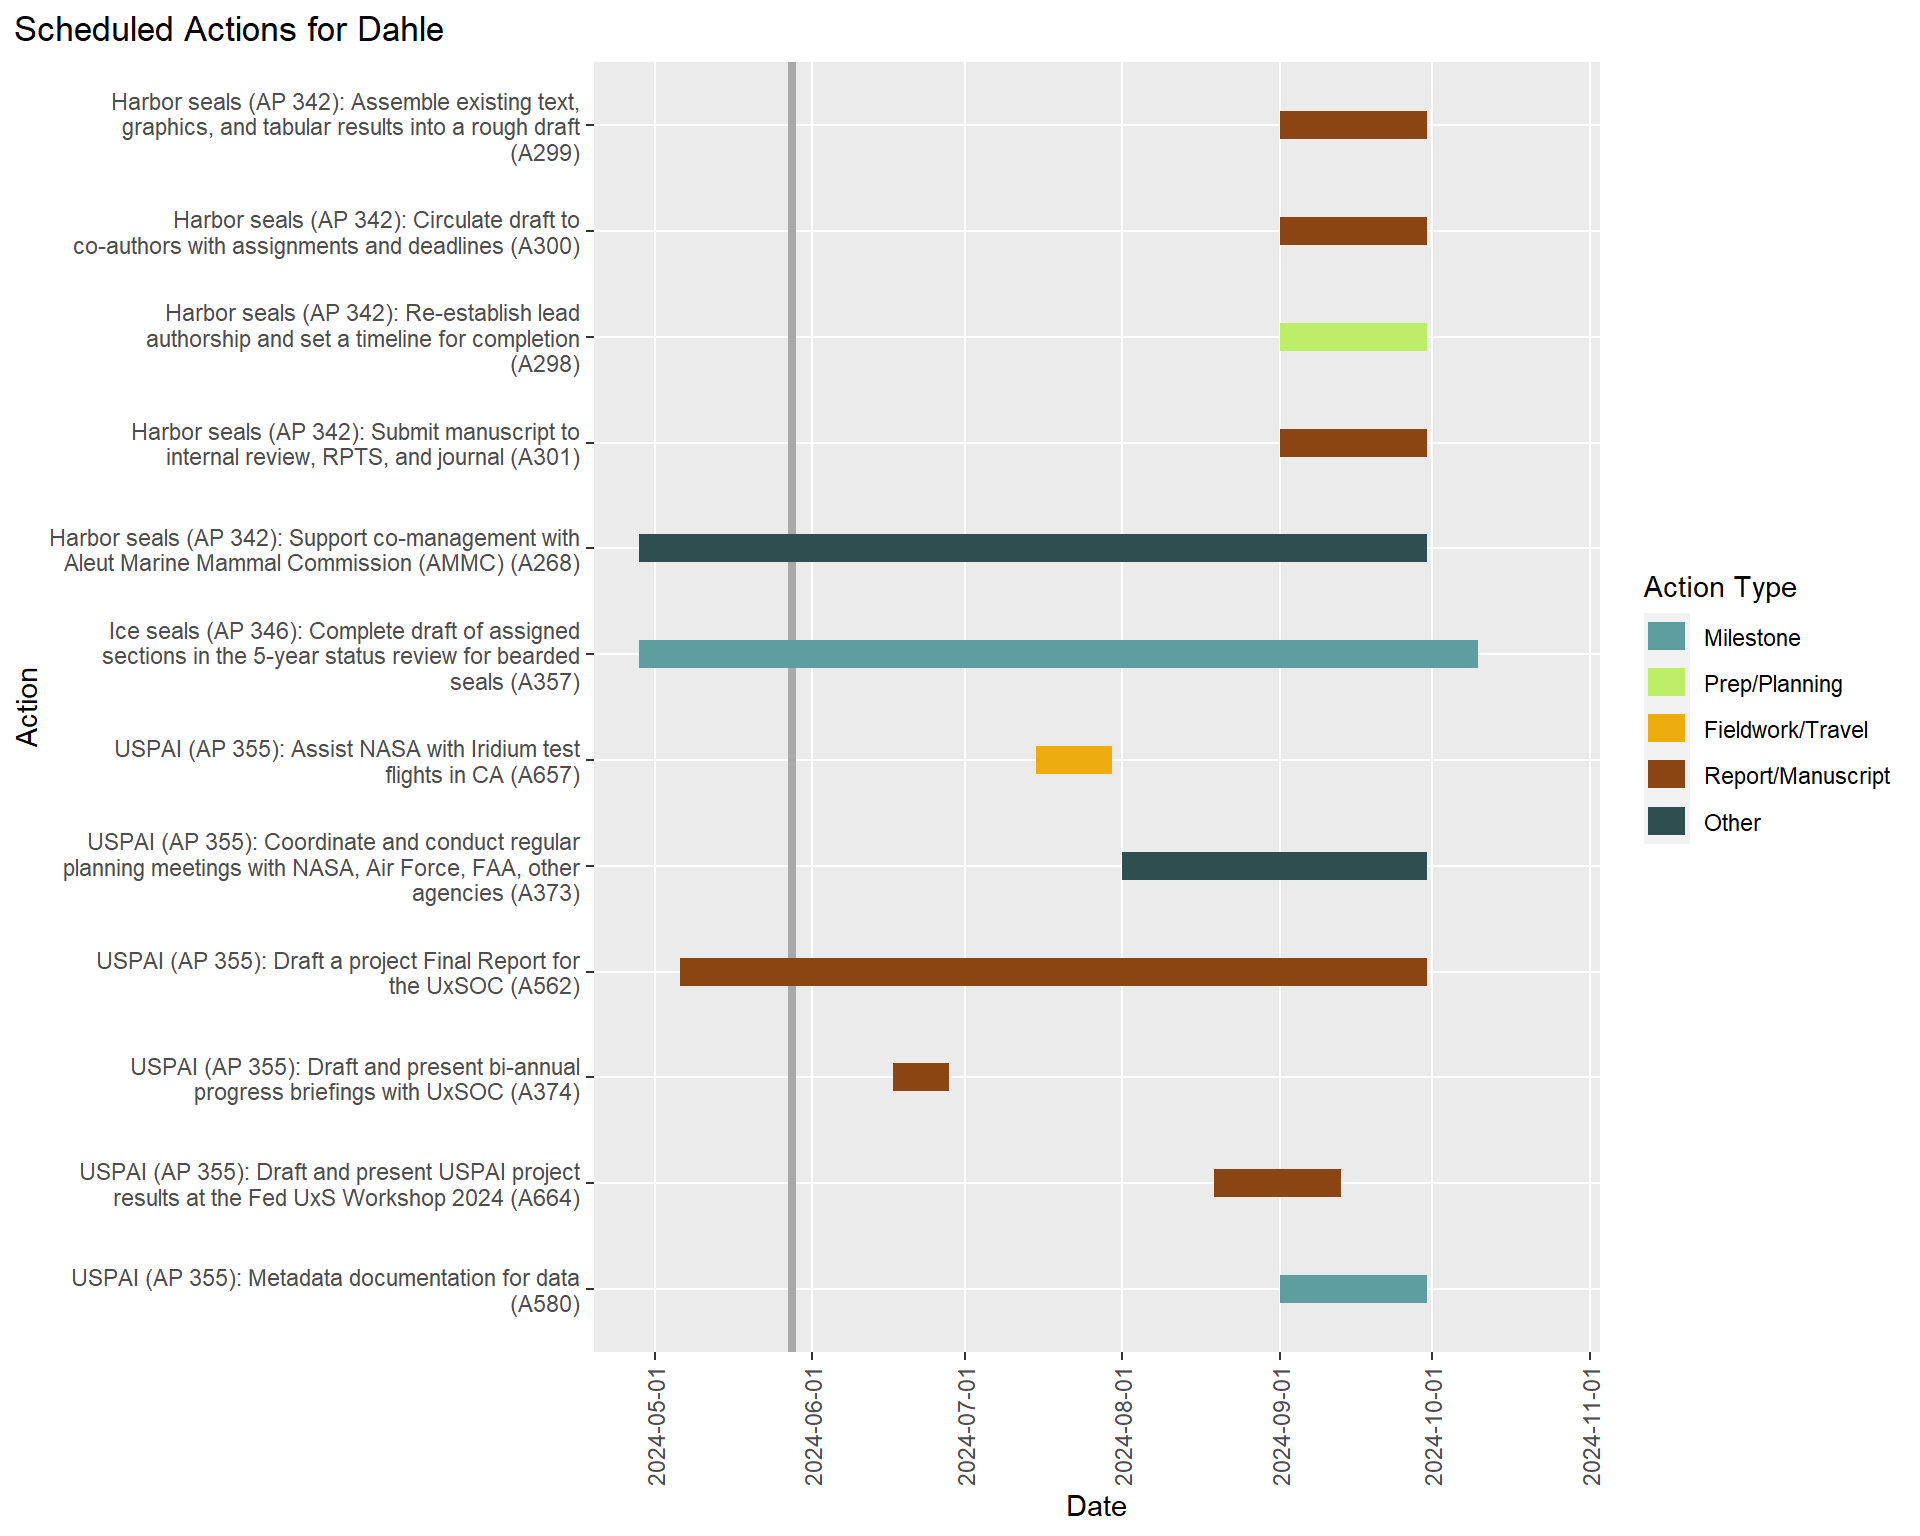 Scheduled Actions for Dahle
Harbor seals (AP 342): Assemble existing text,
graphics, and tabular results into a rough draft
(A299)
Harbor seals (AP 342): Circulate draft to
co-authors with assignments and deadlines (A300)
Harbor seals (AP 342): Re-establish lead
authorship and set a timeline for completion
(A298)
Harbor seals (AP 342): Submit manuscript to
internal review, RPTS, and journal (A301)
Harbor seals (AP 342): Support co-management with
Aleut Marine Mammal Commission (AMMC) (A268)
Ice seals (AP 346): Complete draft of assigned
sections in the 5-year status review for bearded
seals (A357)
USPAI (AP 355): Assist NASA with Iridium test
flights in CA (A657)
USPAI (AP 355): Coordinate and conduct regular
planning meetings with NASA, Air Force, FAA, other
agencies (A373)
USPAI (AP 355): Draft a project Final Report for
the UxSOC (A562)
USPAI (AP 355): Draft and present bi-annual
progress briefings with UxSOC (A374)
USPAI (AP 355): Draft and present USPAI project
results at the Fed UxS Workshop 2024 (A664)
USPAI (AP 355): Metadata documentation for data
(A580)
Action
2024-05-01
2024-06-01
2024-07-01
2024-08-01
2024-09-01
2024-10-01
2024-11-01
Date
Action Type
Milestone
Prep/Planning
Fieldwork/Travel
Report/Manuscript
Other